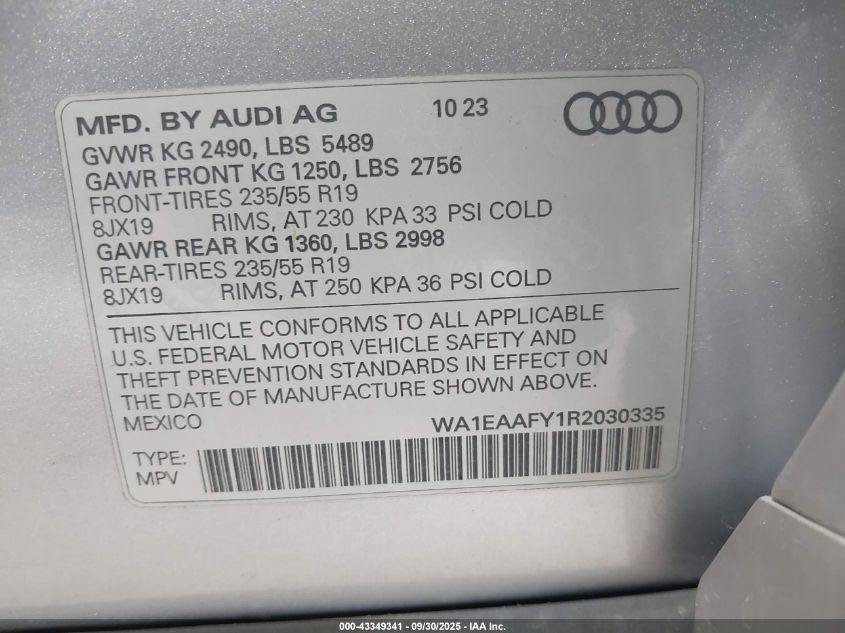 MFD. BY AUDI AG 10 23
GVWR KG 2490, LBS 5489
GAWR FRONT KG 1250, LBS 2756
FRONT-TIRES 235/55 R19
8JX19 RIMS, AT 230 KPA 33 PSI COLD
GAWR REAR KG 1360, LBS 2998
REAR-TIRES 235/55 R19
8JX19 RIMS, AT 250 KPA 36 PSI COLD
THIS VEHICLE CONFORMS TO ALL APPLICABLE
U.S. FEDERAL MOTOR VEHICLE SAFETY AND
THEFT PREVENTION STANDARDS IN EFFECT ON
THE DATE OF MANUFACTURE SHOWN ABOVE.
MEXICO WA1EAAFY1R2030335
TYPE:
MPV
000-43349341 - 09/30/2025 - IAA Inc.